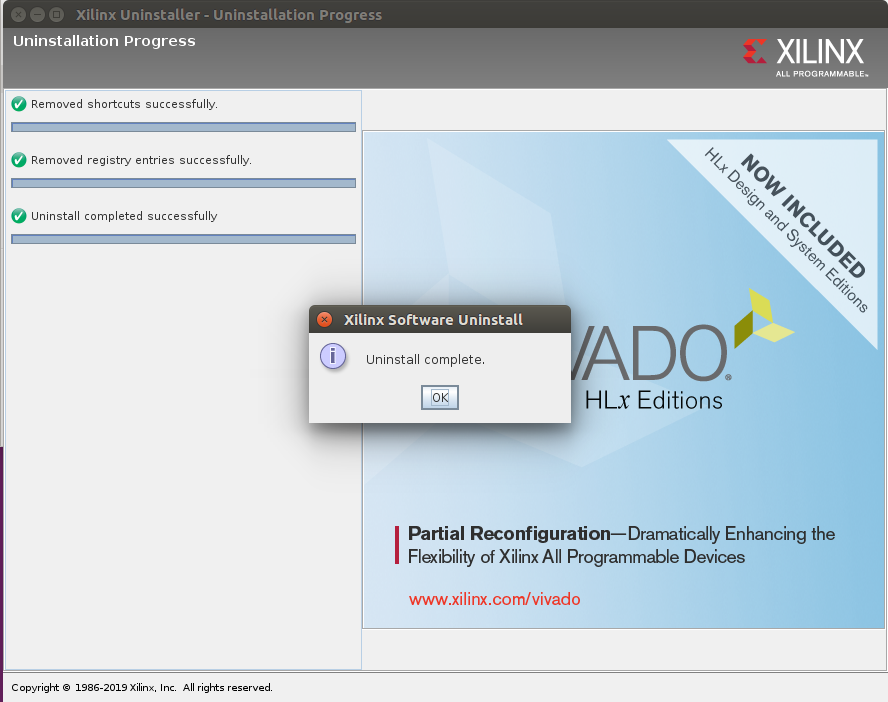 Xilinx Uninstaller - Uninstallation Progress
Uninstallation Progress
XILINX
ALL PROGRAMMABLE™
Removed shortcuts successfully.
Removed registry entries successfully.
Uninstall completed successfully
NOW INCLUDED
HLx Design and System Editions
Xilinx Software Uninstall
Uninstall complete.
OK
VADO®
HLx Editions
Partial Reconfiguration—Dramatically Enhancing the
Flexibility of Xilinx All Programmable Devices
www.xilinx.com/vivado
Copyright © 1986-2019 Xilinx, Inc. All rights reserved.